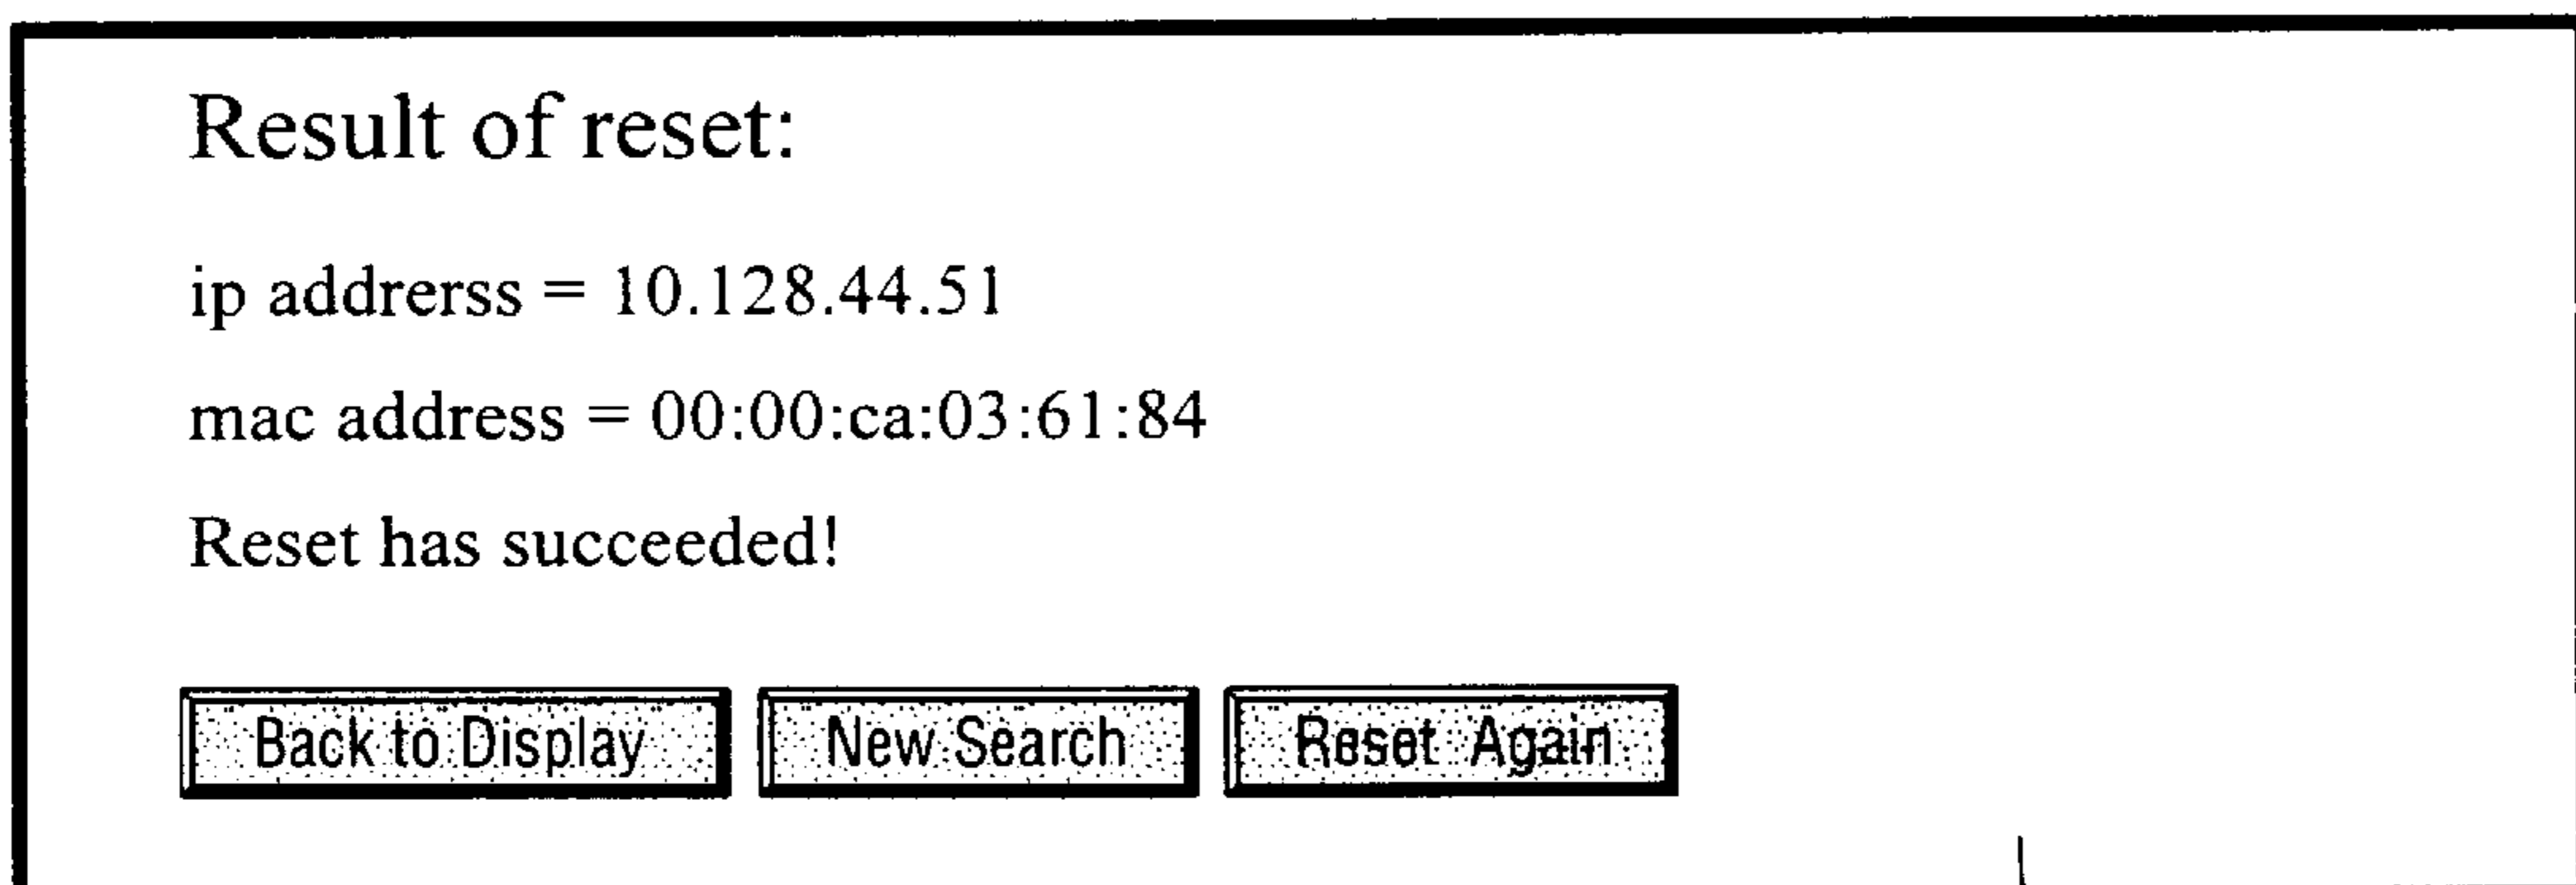 Result of reset:
ip addrerss = 10.128.44.51
mac address = 00:00:ca:03:61:84
Reset has succeeded!
Back to Display New Search Reset Again